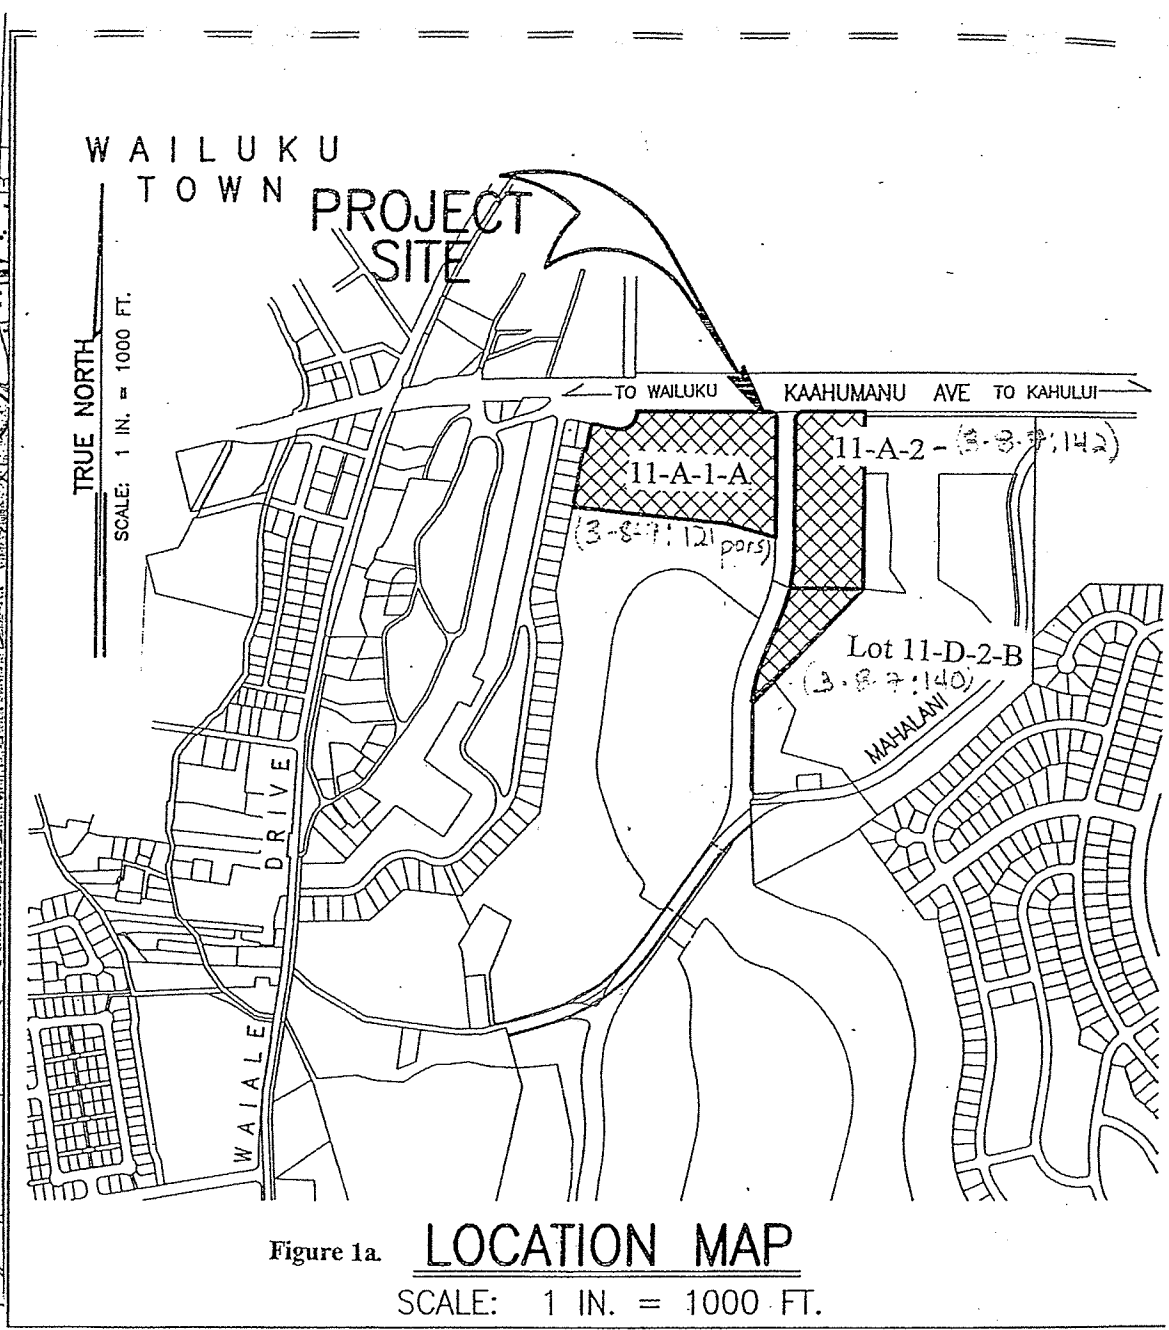 WAILUKU
TOWN
PROJECT
SITE
TRUE NORTH
SCALE: 1 IN. = 1000 FT.
TO WAILUKU KAAHUMANU AVE TO KAHULUI
11-A-1-A
11-A-2 - (3-8-7:142)
(3-8-7:121 pors)
Lot 11-D-2-B
(3-8-7:140)
MAHALANI
WAIALE DRIVE
Figure 1a. LOCATION MAP
SCALE: 1 IN. = 1000 FT.